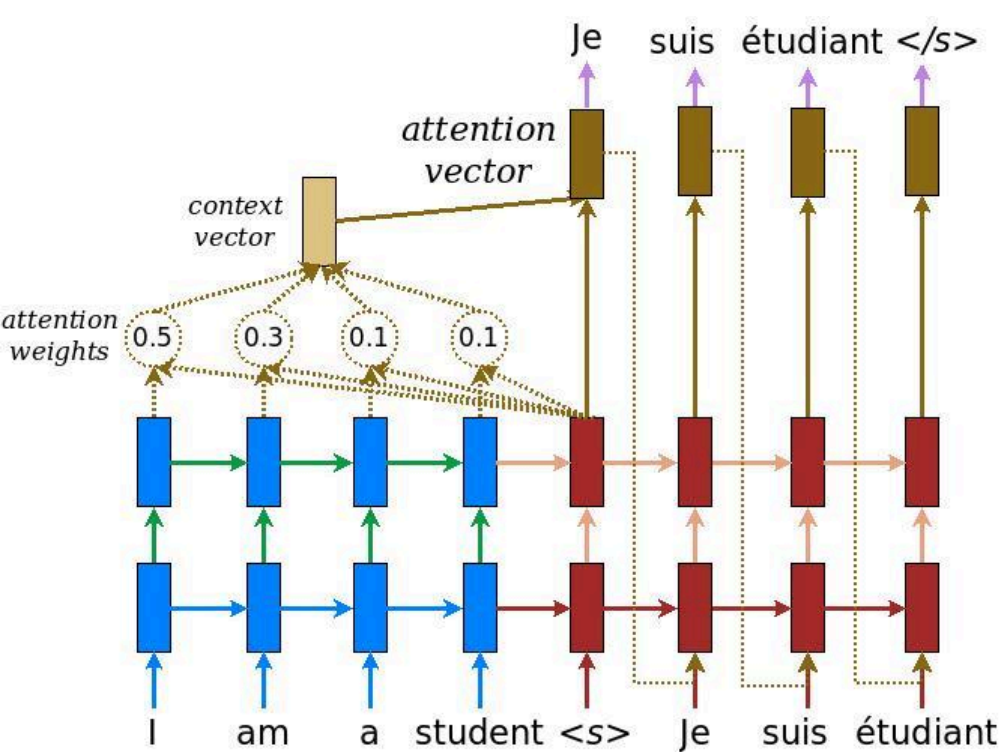 Je suis étudiant </s>
attention
vector
context
vector
attention
weights
0.5 0.3 0.1 0.1
I am a student <s> Je suis étudiant